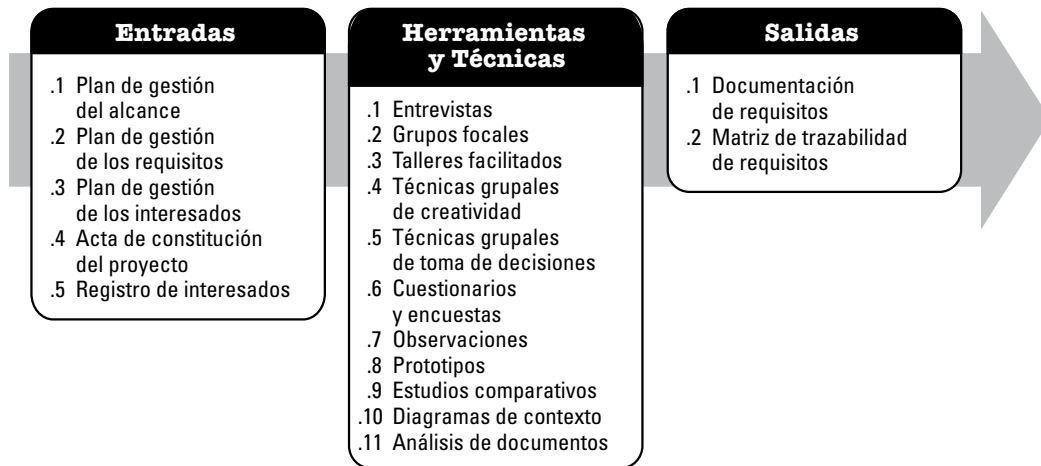 Entradas
.1 Plan de gestión
del alcance
.2 Plan de gestión
de los requisitos
.3 Plan de gestión
de los interesados
.4 Acta de constitución
del proyecto
.5 Registro de interesados
Herramientas
y Técnicas
.1 Entrevistas
.2 Grupos focales
.3 Talleres facilitados
.4 Técnicas grupales
de creatividad
.5 Técnicas grupales
de toma de decisiones
.6 Cuestionarios
y encuestas
.7 Observaciones
.8 Prototipos
.9 Estudios comparativos
.10 Diagramas de contexto
.11 Análisis de documentos
Salidas
.1 Documentación
de requisitos
.2 Matriz de trazabilidad
de requisitos